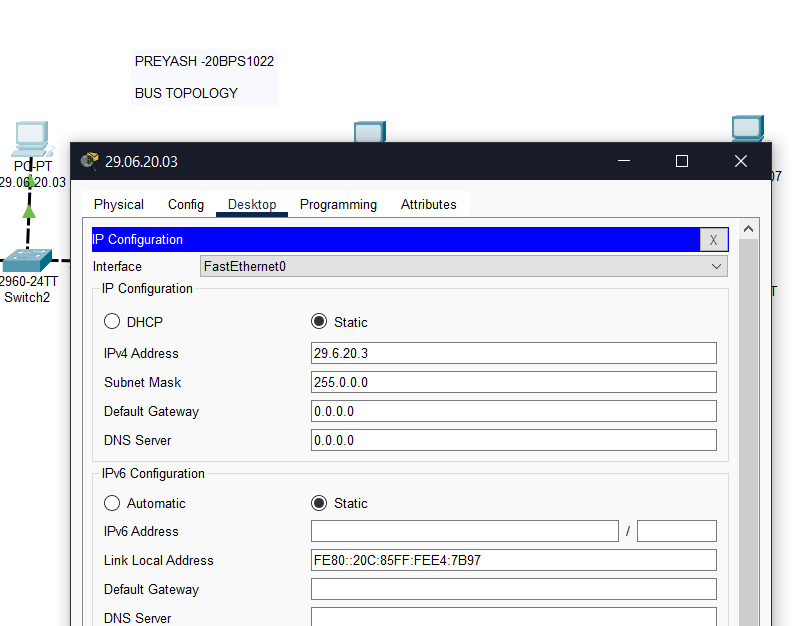 PREYASH -20BPS1022
BUS TOPOLOGY
PC-PT
29.06.20.03
07
2960-24TT
Switch2
T
29.06.20.03
Physical Config Desktop Programming Attributes
IP Configuration X
Interface FastEthernet0
IP Configuration
DHCP Static
IPv4 Address 29.6.20.3
Subnet Mask 255.0.0.0
Default Gateway 0.0.0.0
DNS Server 0.0.0.0
IPv6 Configuration
Automatic Static
IPv6 Address /
Link Local Address FE80::20C:85FF:FEE4:7B97
Default Gateway
DNS Server